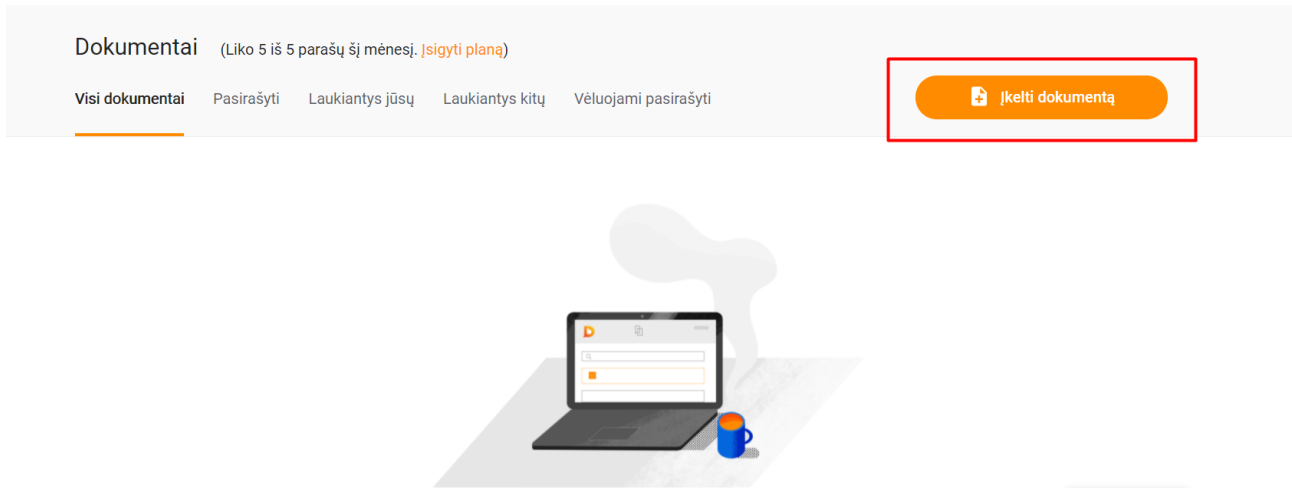 Dokumentai (Liko 5 iš 5 parašų šį mėnesį. Įsigyti planą)
Visi dokumentai Pasirašyti Laukiantys jūsų Laukiantys kitų Vėluojami pasirašyti
Įkelti dokumentą
D